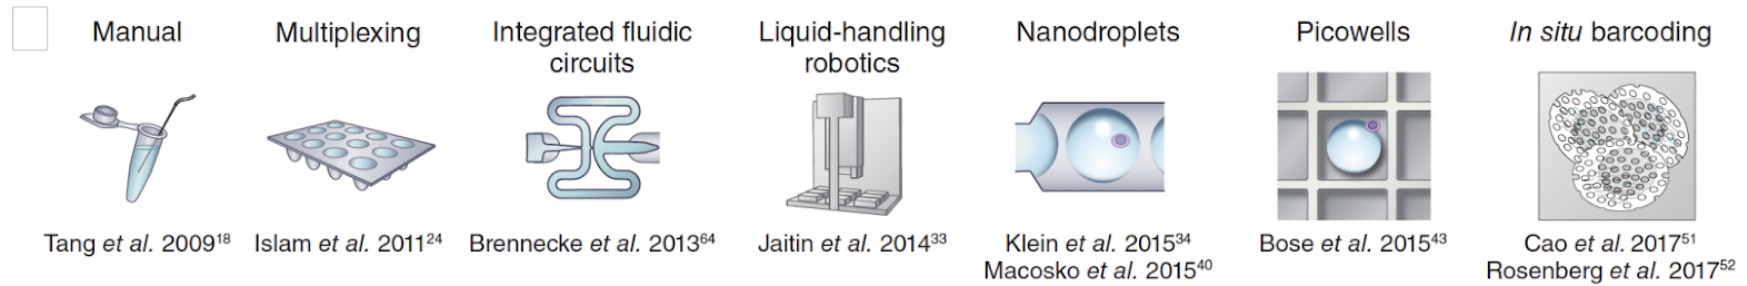 Manual
Multiplexing
Integrated fluidic
circuits
Liquid-handling
robotics
Nanodroplets
Picowells
In situ barcoding
Tang et al. 2009¹⁸
Islam et al. 2011²⁴
Brennecke et al. 2013⁶⁴
Jaitin et al. 2014³³
Klein et al. 2015³⁴
Macosko et al. 2015⁴⁰
Bose et al. 2015⁴³
Cao et al. 2017⁵¹
Rosenberg et al. 2017⁵²